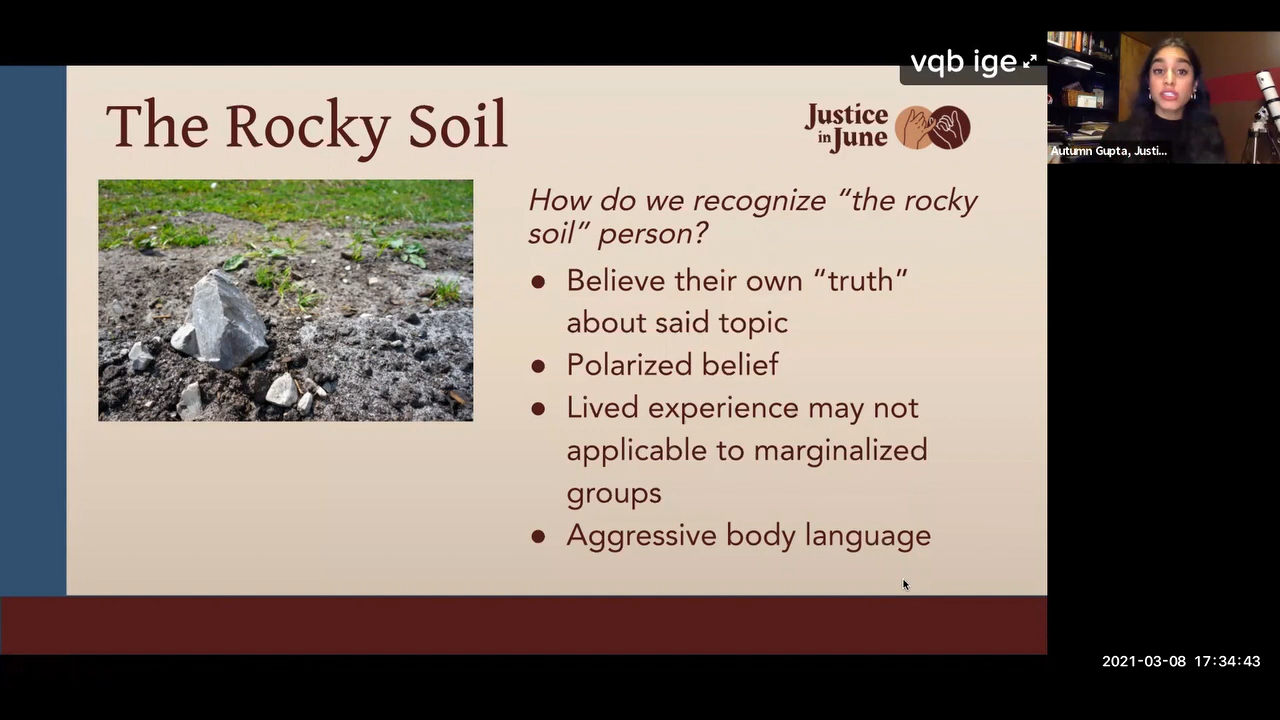 vqb ige
The Rocky Soil
Justice
in June
Autumn Gupta, Justi...
How do we recognize “the rocky
soil” person?
● Believe their own “truth”
about said topic
● Polarized belief
● Lived experience may not
applicable to marginalized
groups
● Aggressive body language
2021-03-08 17:34:43